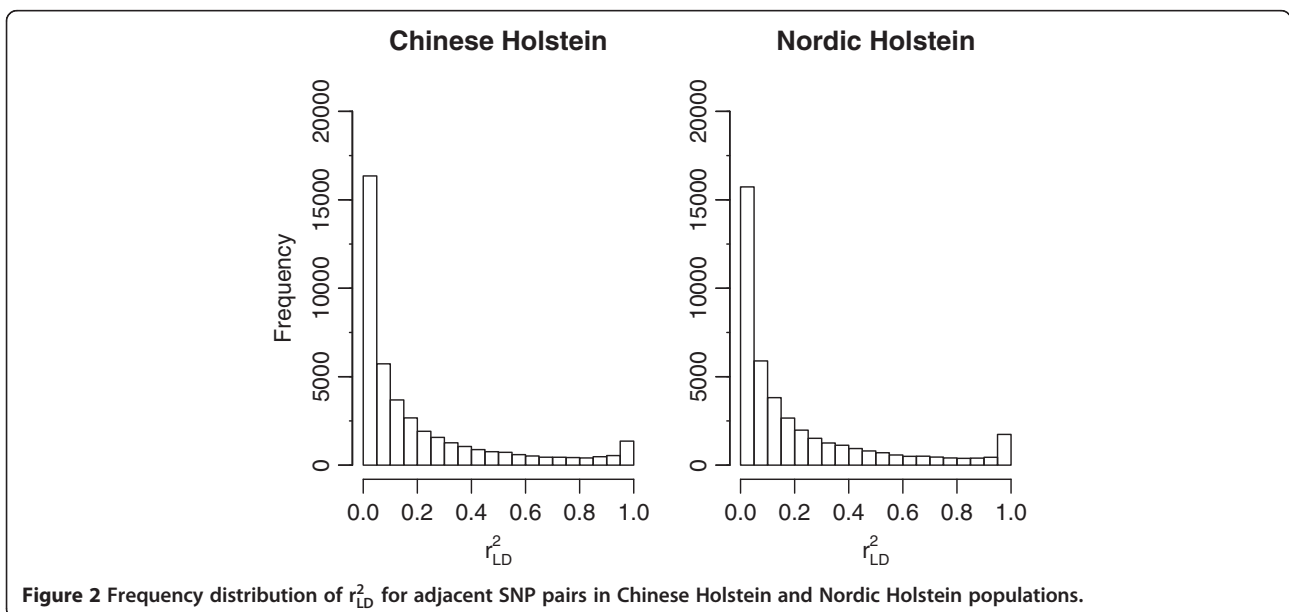 Chinese Holstein
Nordic Holstein
Frequency
20000
15000
10000
5000
0
0.0 0.2 0.4 0.6 0.8 1.0
r²LD
20000
15000
10000
5000
0
0.0 0.2 0.4 0.6 0.8 1.0
r²LD
Figure 2 Frequency distribution of r²LD for adjacent SNP pairs in Chinese Holstein and Nordic Holstein populations.